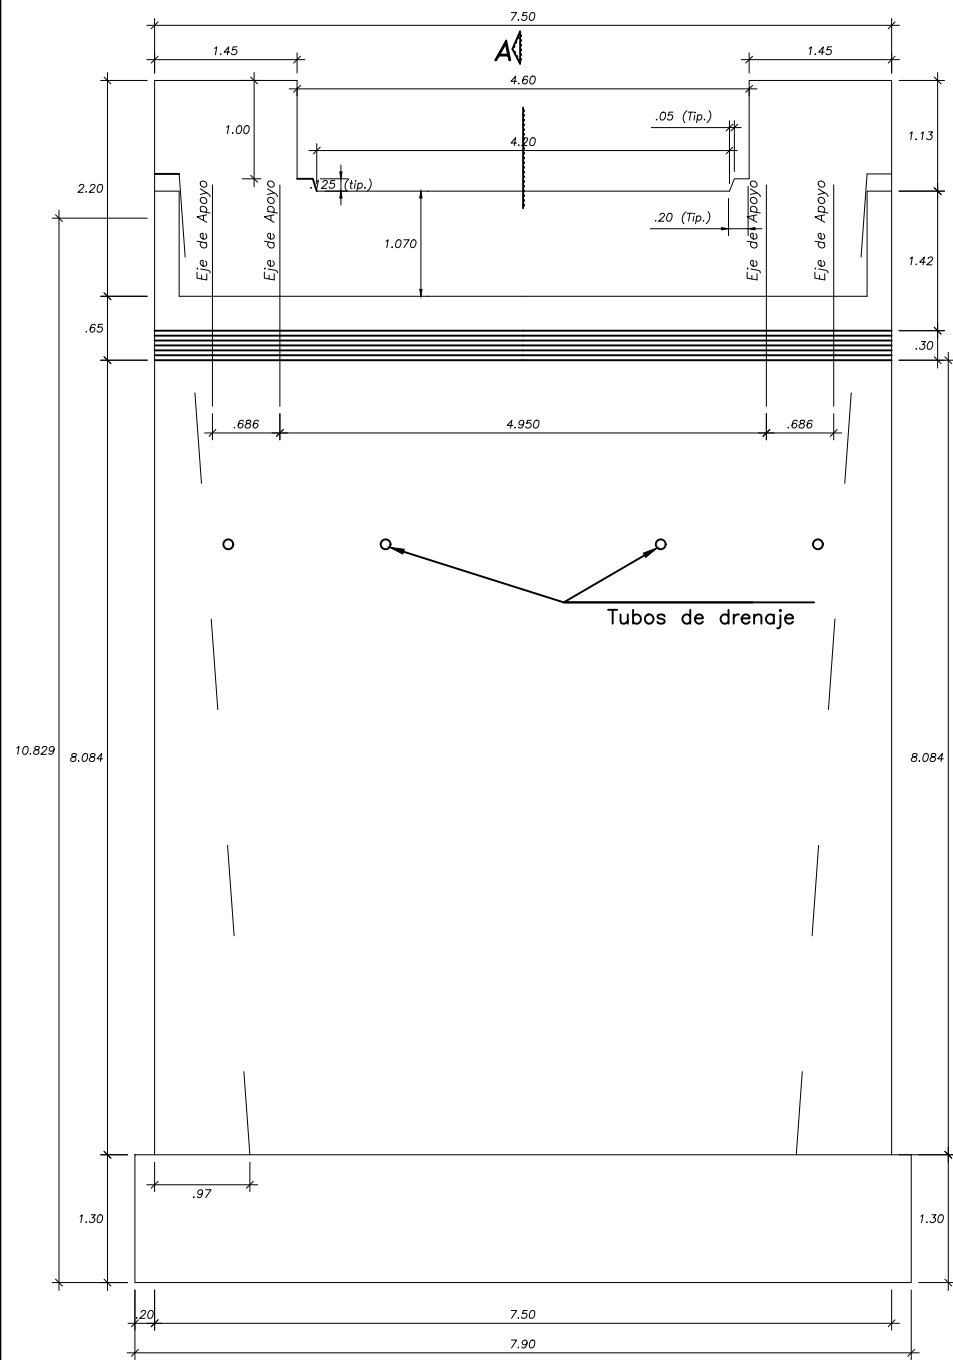 7.50
1.45
A
1.45
4.60
1.00
.05 (Tip.)
1.13
4.20
2.20
.125 (tip.)
.20 (Tip.)
Eje de Apoyo
Eje de Apoyo
Eje de Apoyo
Eje de Apoyo
1.070
1.42
.65
.30
.686
4.950
.686
Tubos de drenaje
10.829
8.084
8.084
.97
1.30
1.30
.20
7.50
7.90